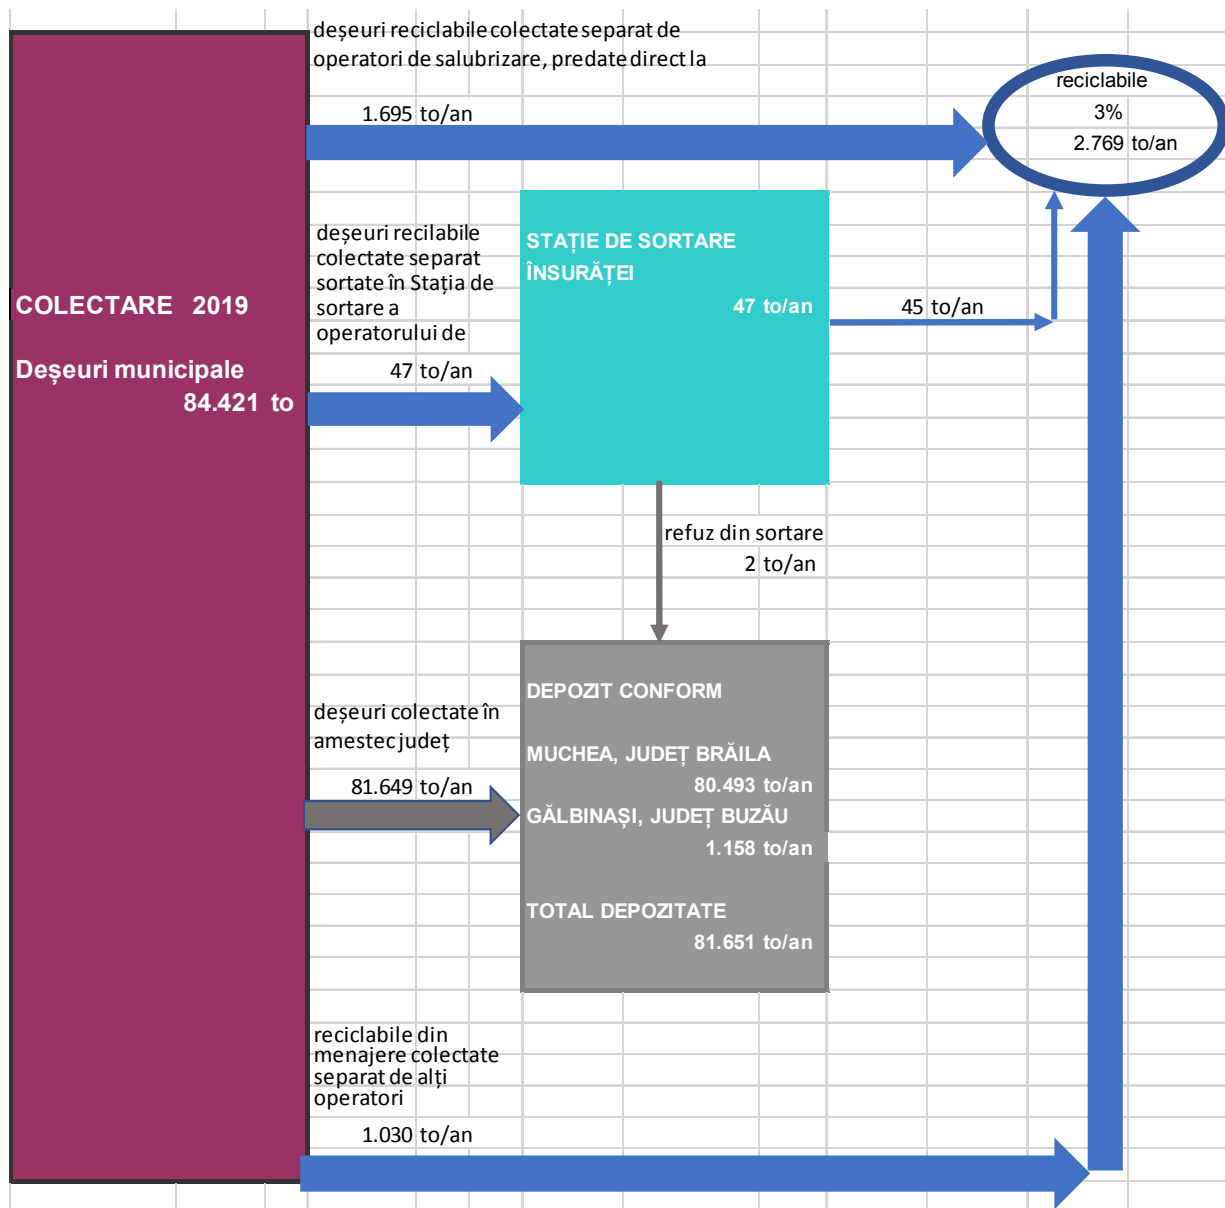 deșeuri reciclabile colectate separat de
operatori de salubrizare, predate direct la
1.695 to/an
reciclabile
3%
2.769 to/an
COLECTARE 2019
Deșeuri municipale
84.421 to
deșeuri recilabile
colectate separat
sortate în Stația de
sortare a
operatorului de
47 to/an
STAȚIE DE SORTARE
ÎNSURĂȚEI
47 to/an
45 to/an
refuz din sortare
2 to/an
deșeuri colectate în
amestec județ
81.649 to/an
DEPOZIT CONFORM
MUCHEA, JUDEȚ BRĂILA
80.493 to/an
GĂLBINAȘI, JUDEȚ BUZĂU
1.158 to/an
TOTAL DEPOZITATE
81.651 to/an
reciclabile din
menajere colectate
separat de alți
operatori
1.030 to/an